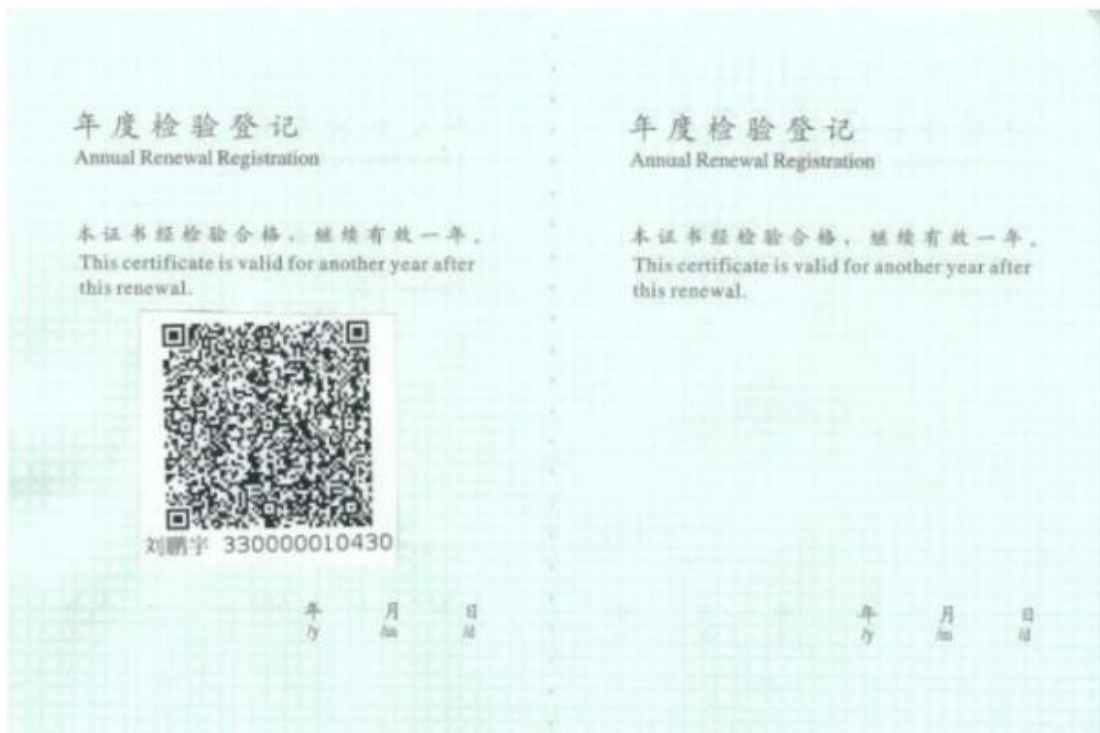 年度检验登记
Annual Renewal Registration
本证书经检验合格，继续有效一年。
This certificate is valid for another year after
this renewal.
刘鹏宇 330000010430
年 月 日
/y /m /d
年度检验登记
Annual Renewal Registration
本证书经检验合格，继续有效一年。
This certificate is valid for another year after
this renewal.
年 月 日
/y /m /d